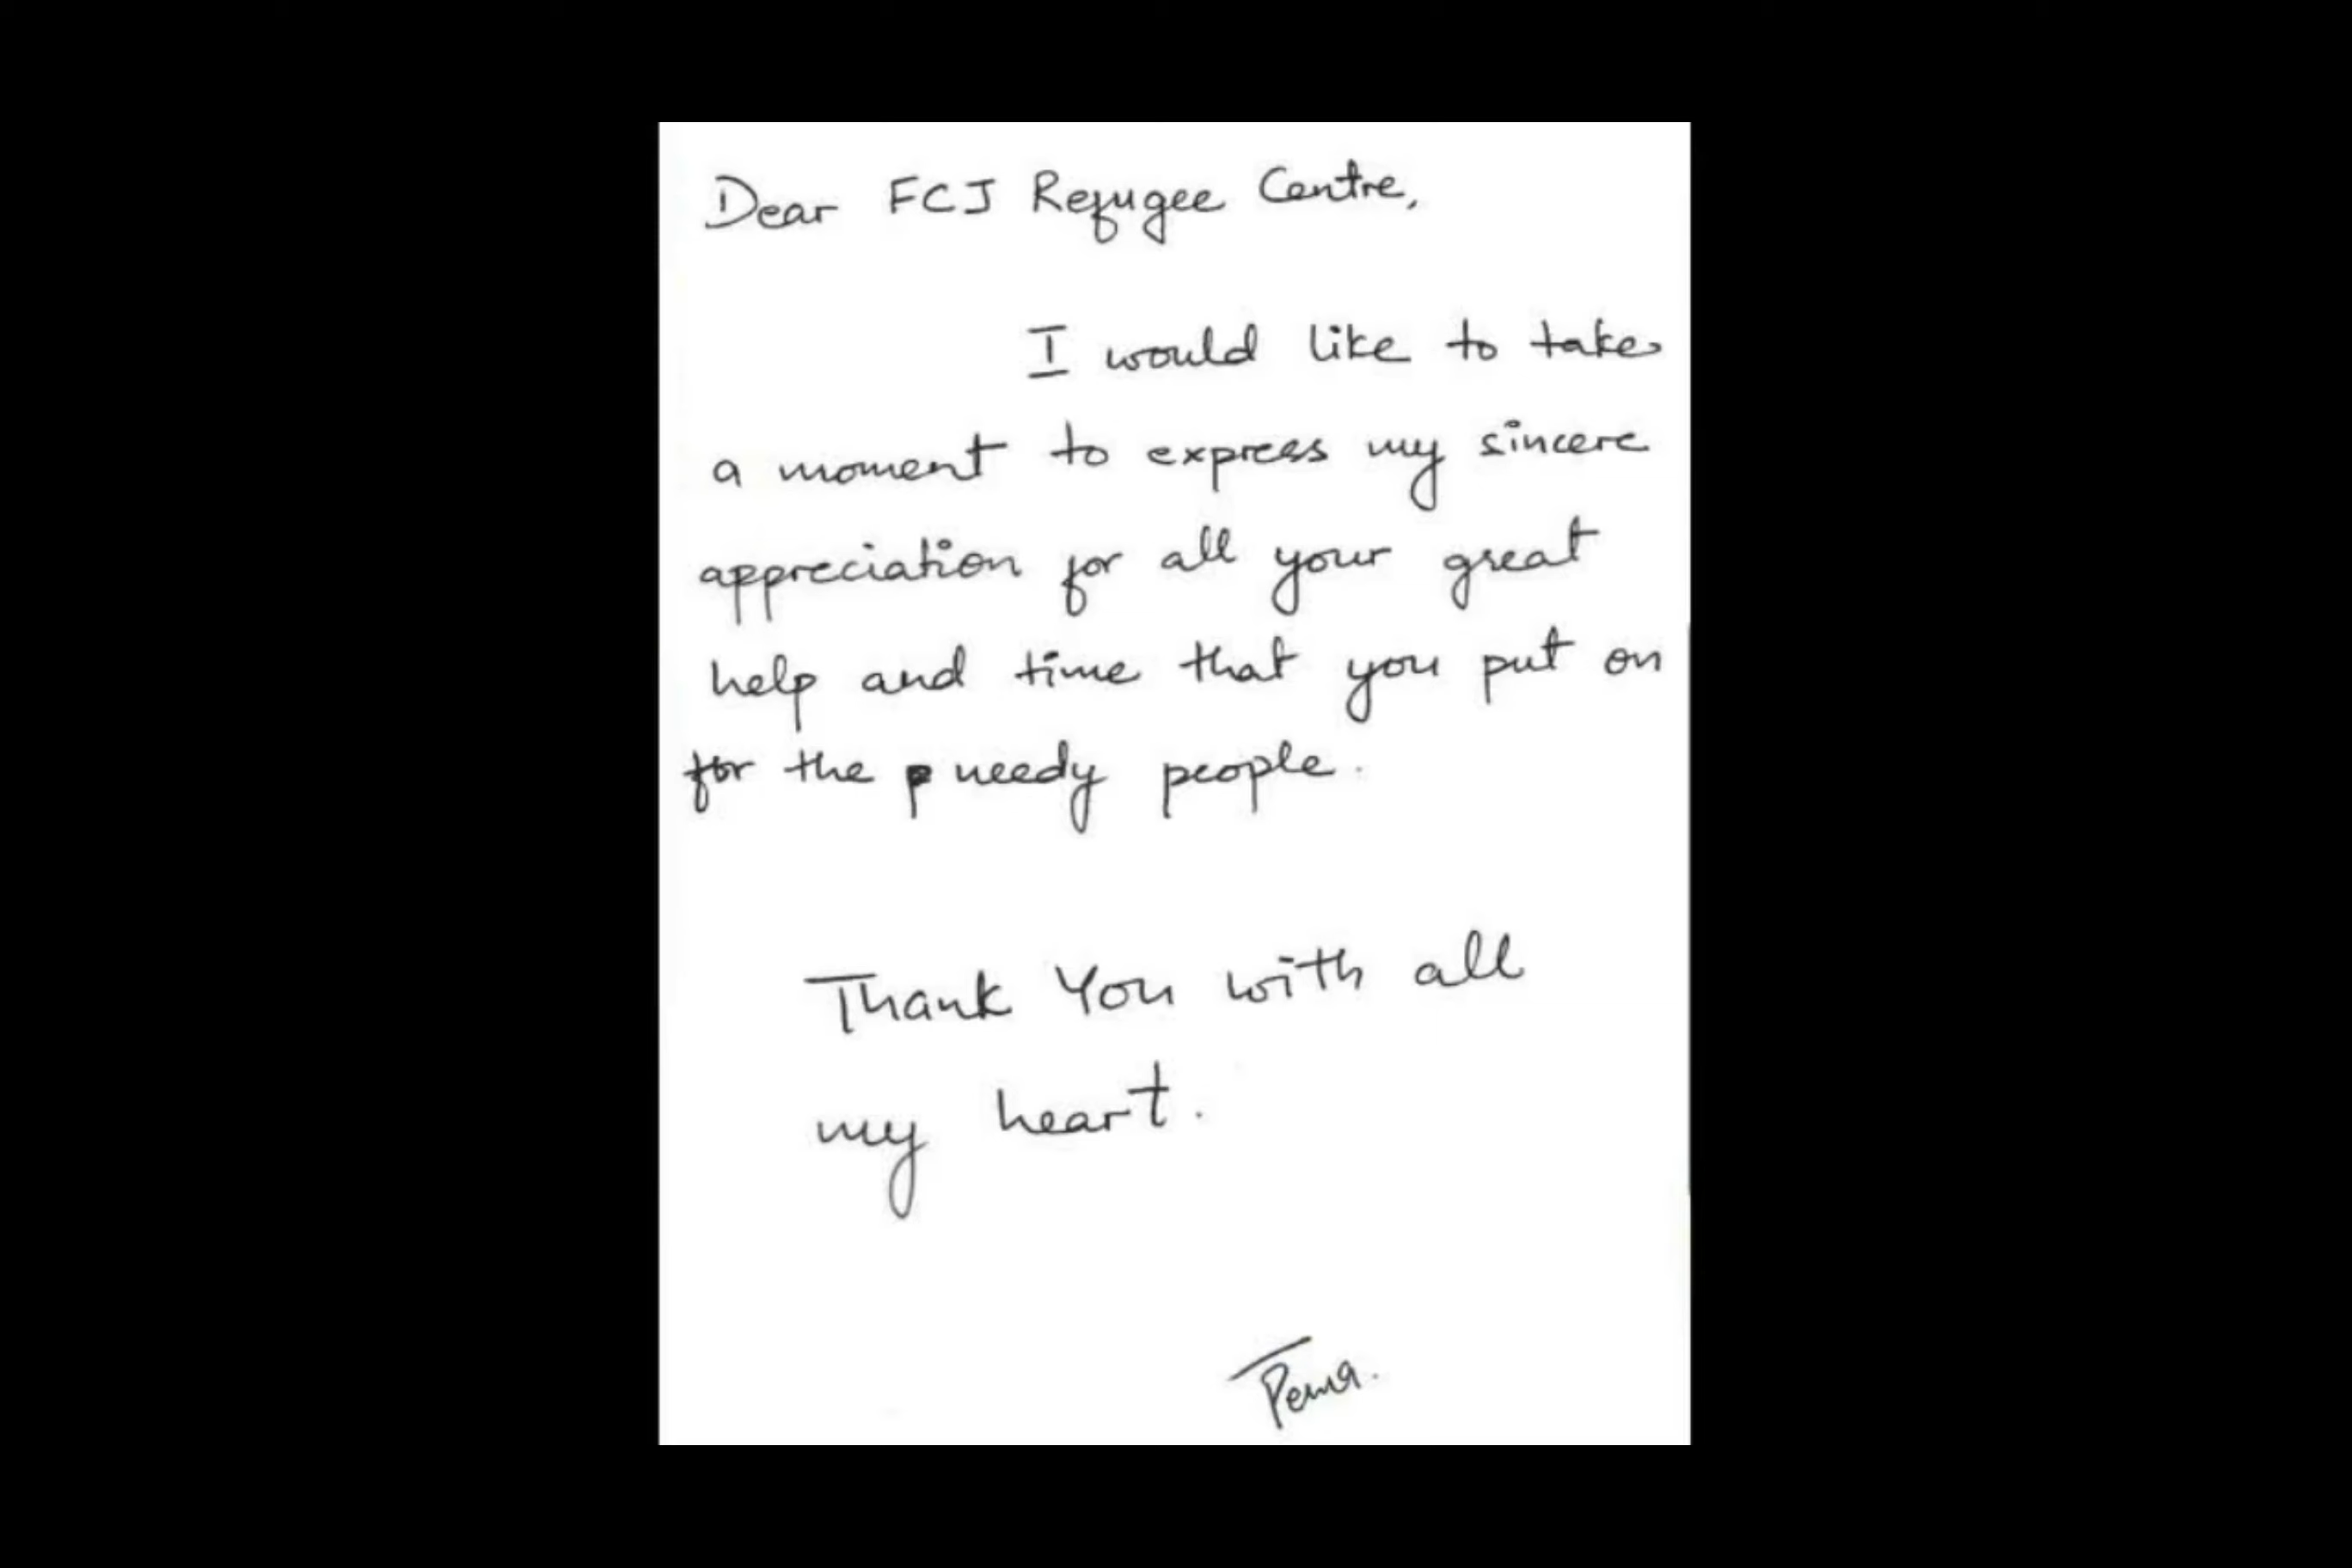 Dear FCJ Refugee Centre,
I would like to take
a moment to express my sincere
appreciation for all your great
help and time that you put on
for the p needy people.
Thank You with all
my heart.
Pema.